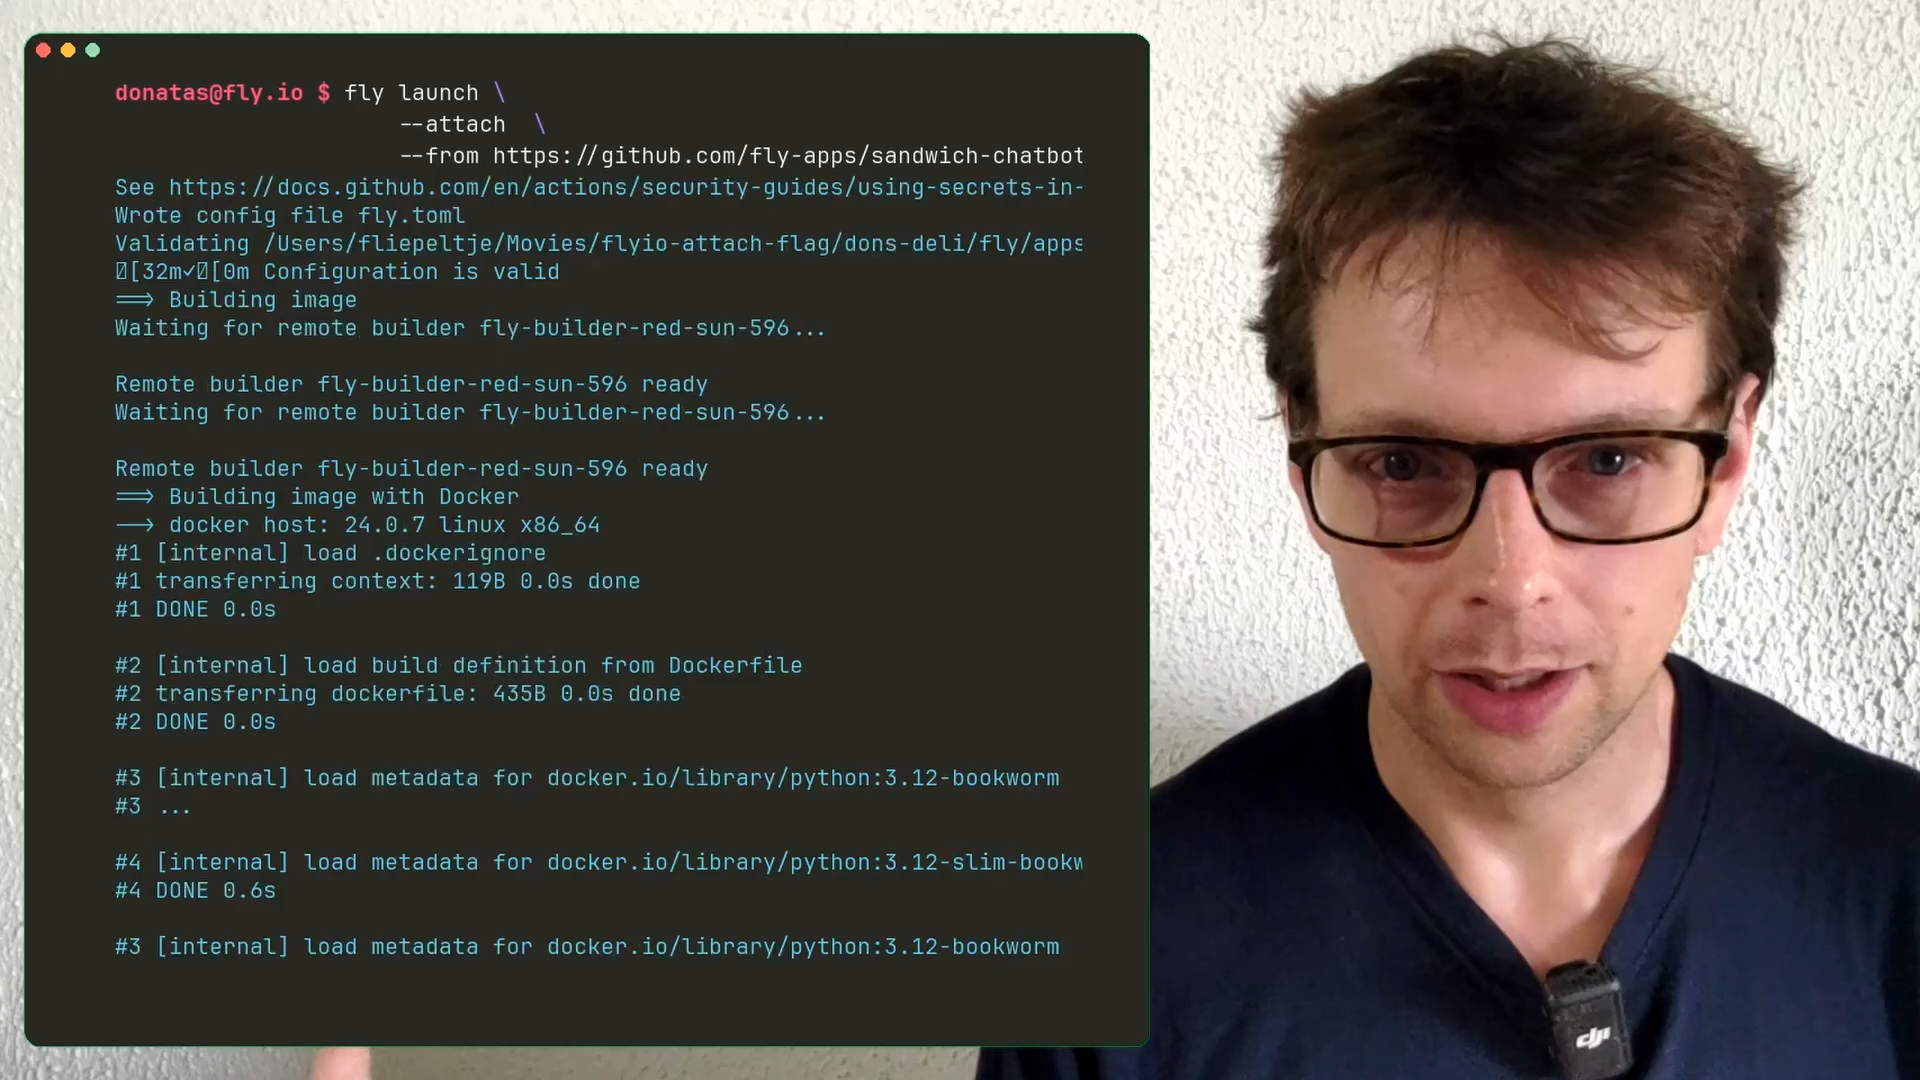 donatas@fly.io $ fly launch \
--attach \
--from https://github.com/fly-apps/sandwich-chatbot
See https://docs.github.com/en/actions/security-guides/using-secrets-in-
Wrote config file fly.toml
Validating /Users/fliepeltje/Movies/flyio-attach-flag/dons-deli/fly/apps
[32m✓[0m Configuration is valid
==> Building image
Waiting for remote builder fly-builder-red-sun-596...
Remote builder fly-builder-red-sun-596 ready
Waiting for remote builder fly-builder-red-sun-596...
Remote builder fly-builder-red-sun-596 ready
==> Building image with Docker
--> docker host: 24.0.7 linux x86_64
#1 [internal] load .dockerignore
#1 transferring context: 119B 0.0s done
#1 DONE 0.0s
#2 [internal] load build definition from Dockerfile
#2 transferring dockerfile: 435B 0.0s done
#2 DONE 0.0s
#3 [internal] load metadata for docker.io/library/python:3.12-bookworm
#3 ...
#4 [internal] load metadata for docker.io/library/python:3.12-slim-bookw
#4 DONE 0.6s
#3 [internal] load metadata for docker.io/library/python:3.12-bookworm
dji